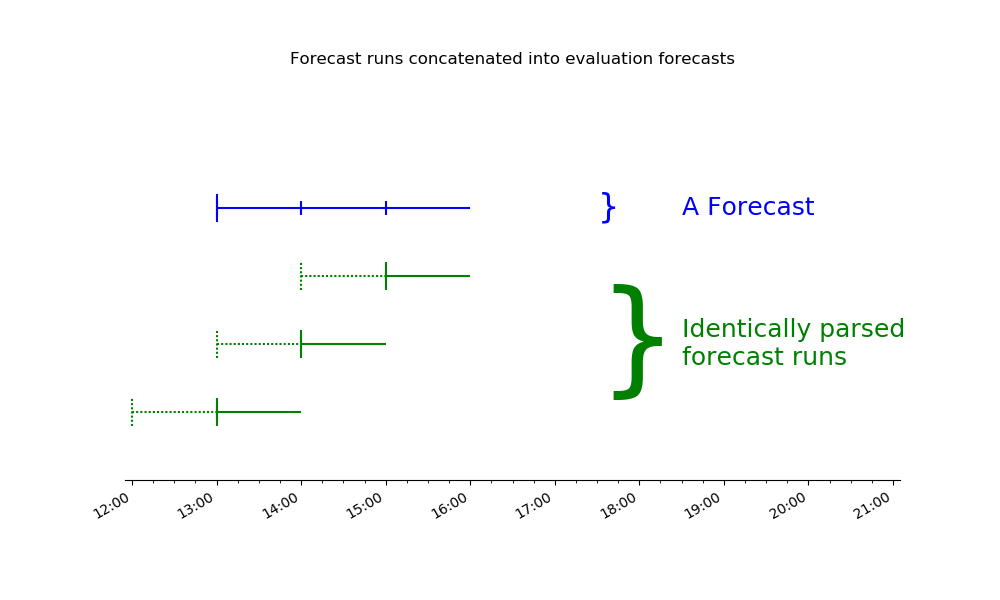 Forecast runs concatenated into evaluation forecasts
} A Forecast
} Identically parsed
forecast runs
12:00 13:00 14:00 15:00 16:00 17:00 18:00 19:00 20:00 21:00